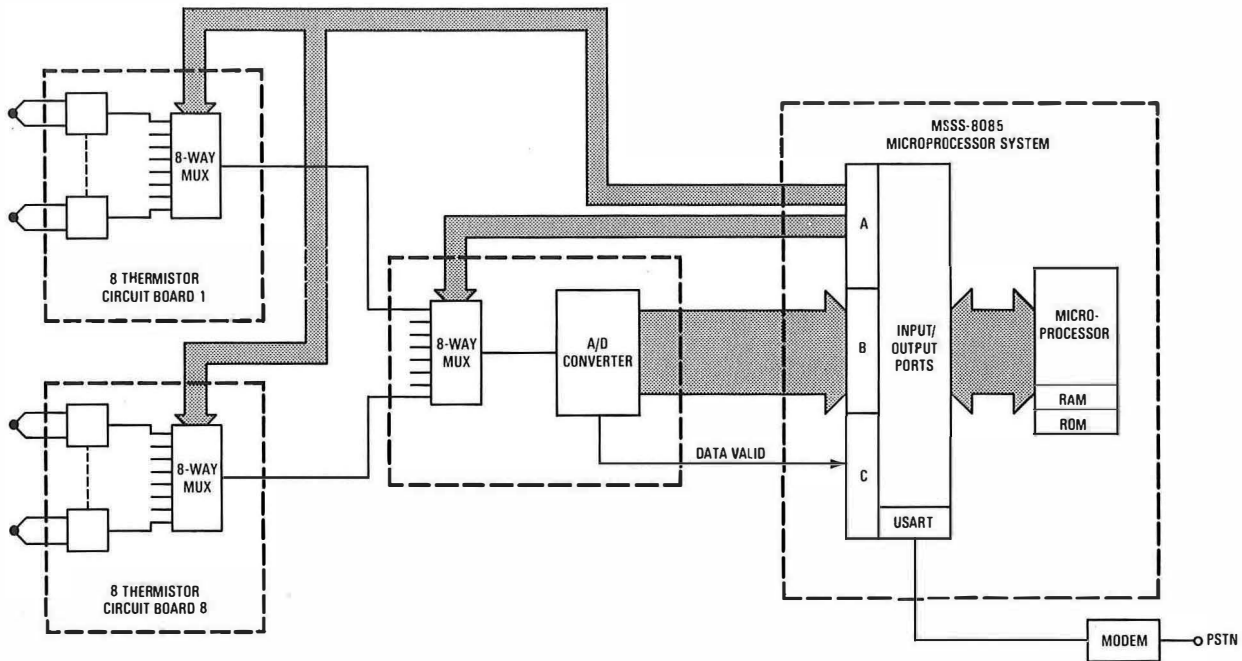 MSSS-8085
MICROPROCESSOR SYSTEM
8-WAY
MUX
8 THERMISTOR
CIRCUIT BOARD 1
A
8-WAY
MUX
A/D
CONVERTER
B
INPUT/
OUTPUT
PORTS
MICRO-
PROCESSOR
RAM
ROM
8-WAY
MUX
DATA VALID
C
USART
8 THERMISTOR
CIRCUIT BOARD 8
MODEM
PSTN